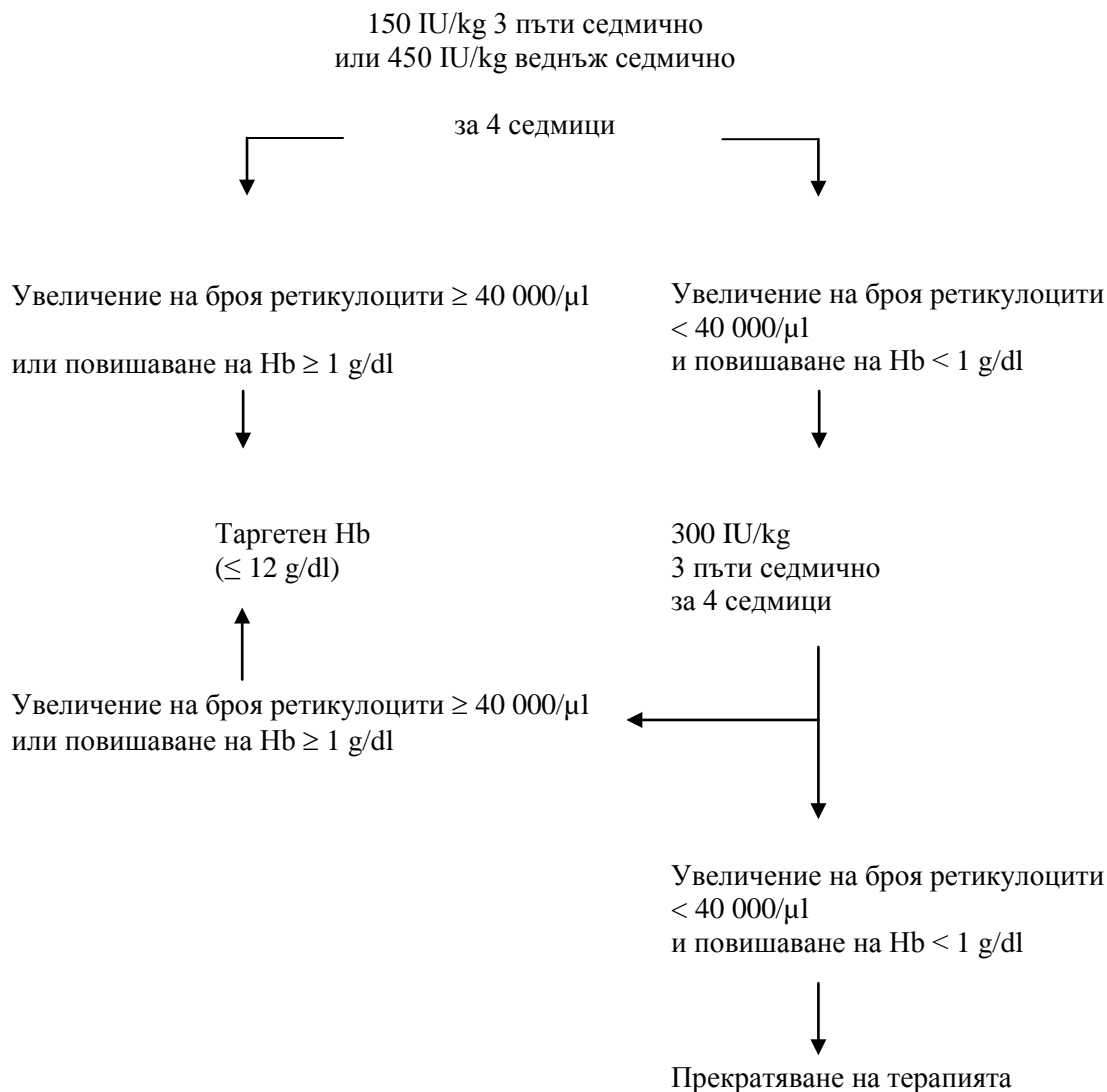 150 IU/kg 3 пъти седмично
или 450 IU/kg веднъж седмично
за 4 седмици
Увеличение на броя ретикулоцити ≥ 40 000/µl
или повишаване на Hb ≥ 1 g/dl
Увеличение на броя ретикулоцити
< 40 000/µl
и повишаване на Hb < 1 g/dl
Таргетен Hb
(≤ 12 g/dl)
300 IU/kg
3 пъти седмично
за 4 седмици
Увеличение на броя ретикулоцити ≥ 40 000/µl
или повишаване на Hb ≥ 1 g/dl
Увеличение на броя ретикулоцити
< 40 000/µl
и повишаване на Hb < 1 g/dl
Прекратяване на терапията